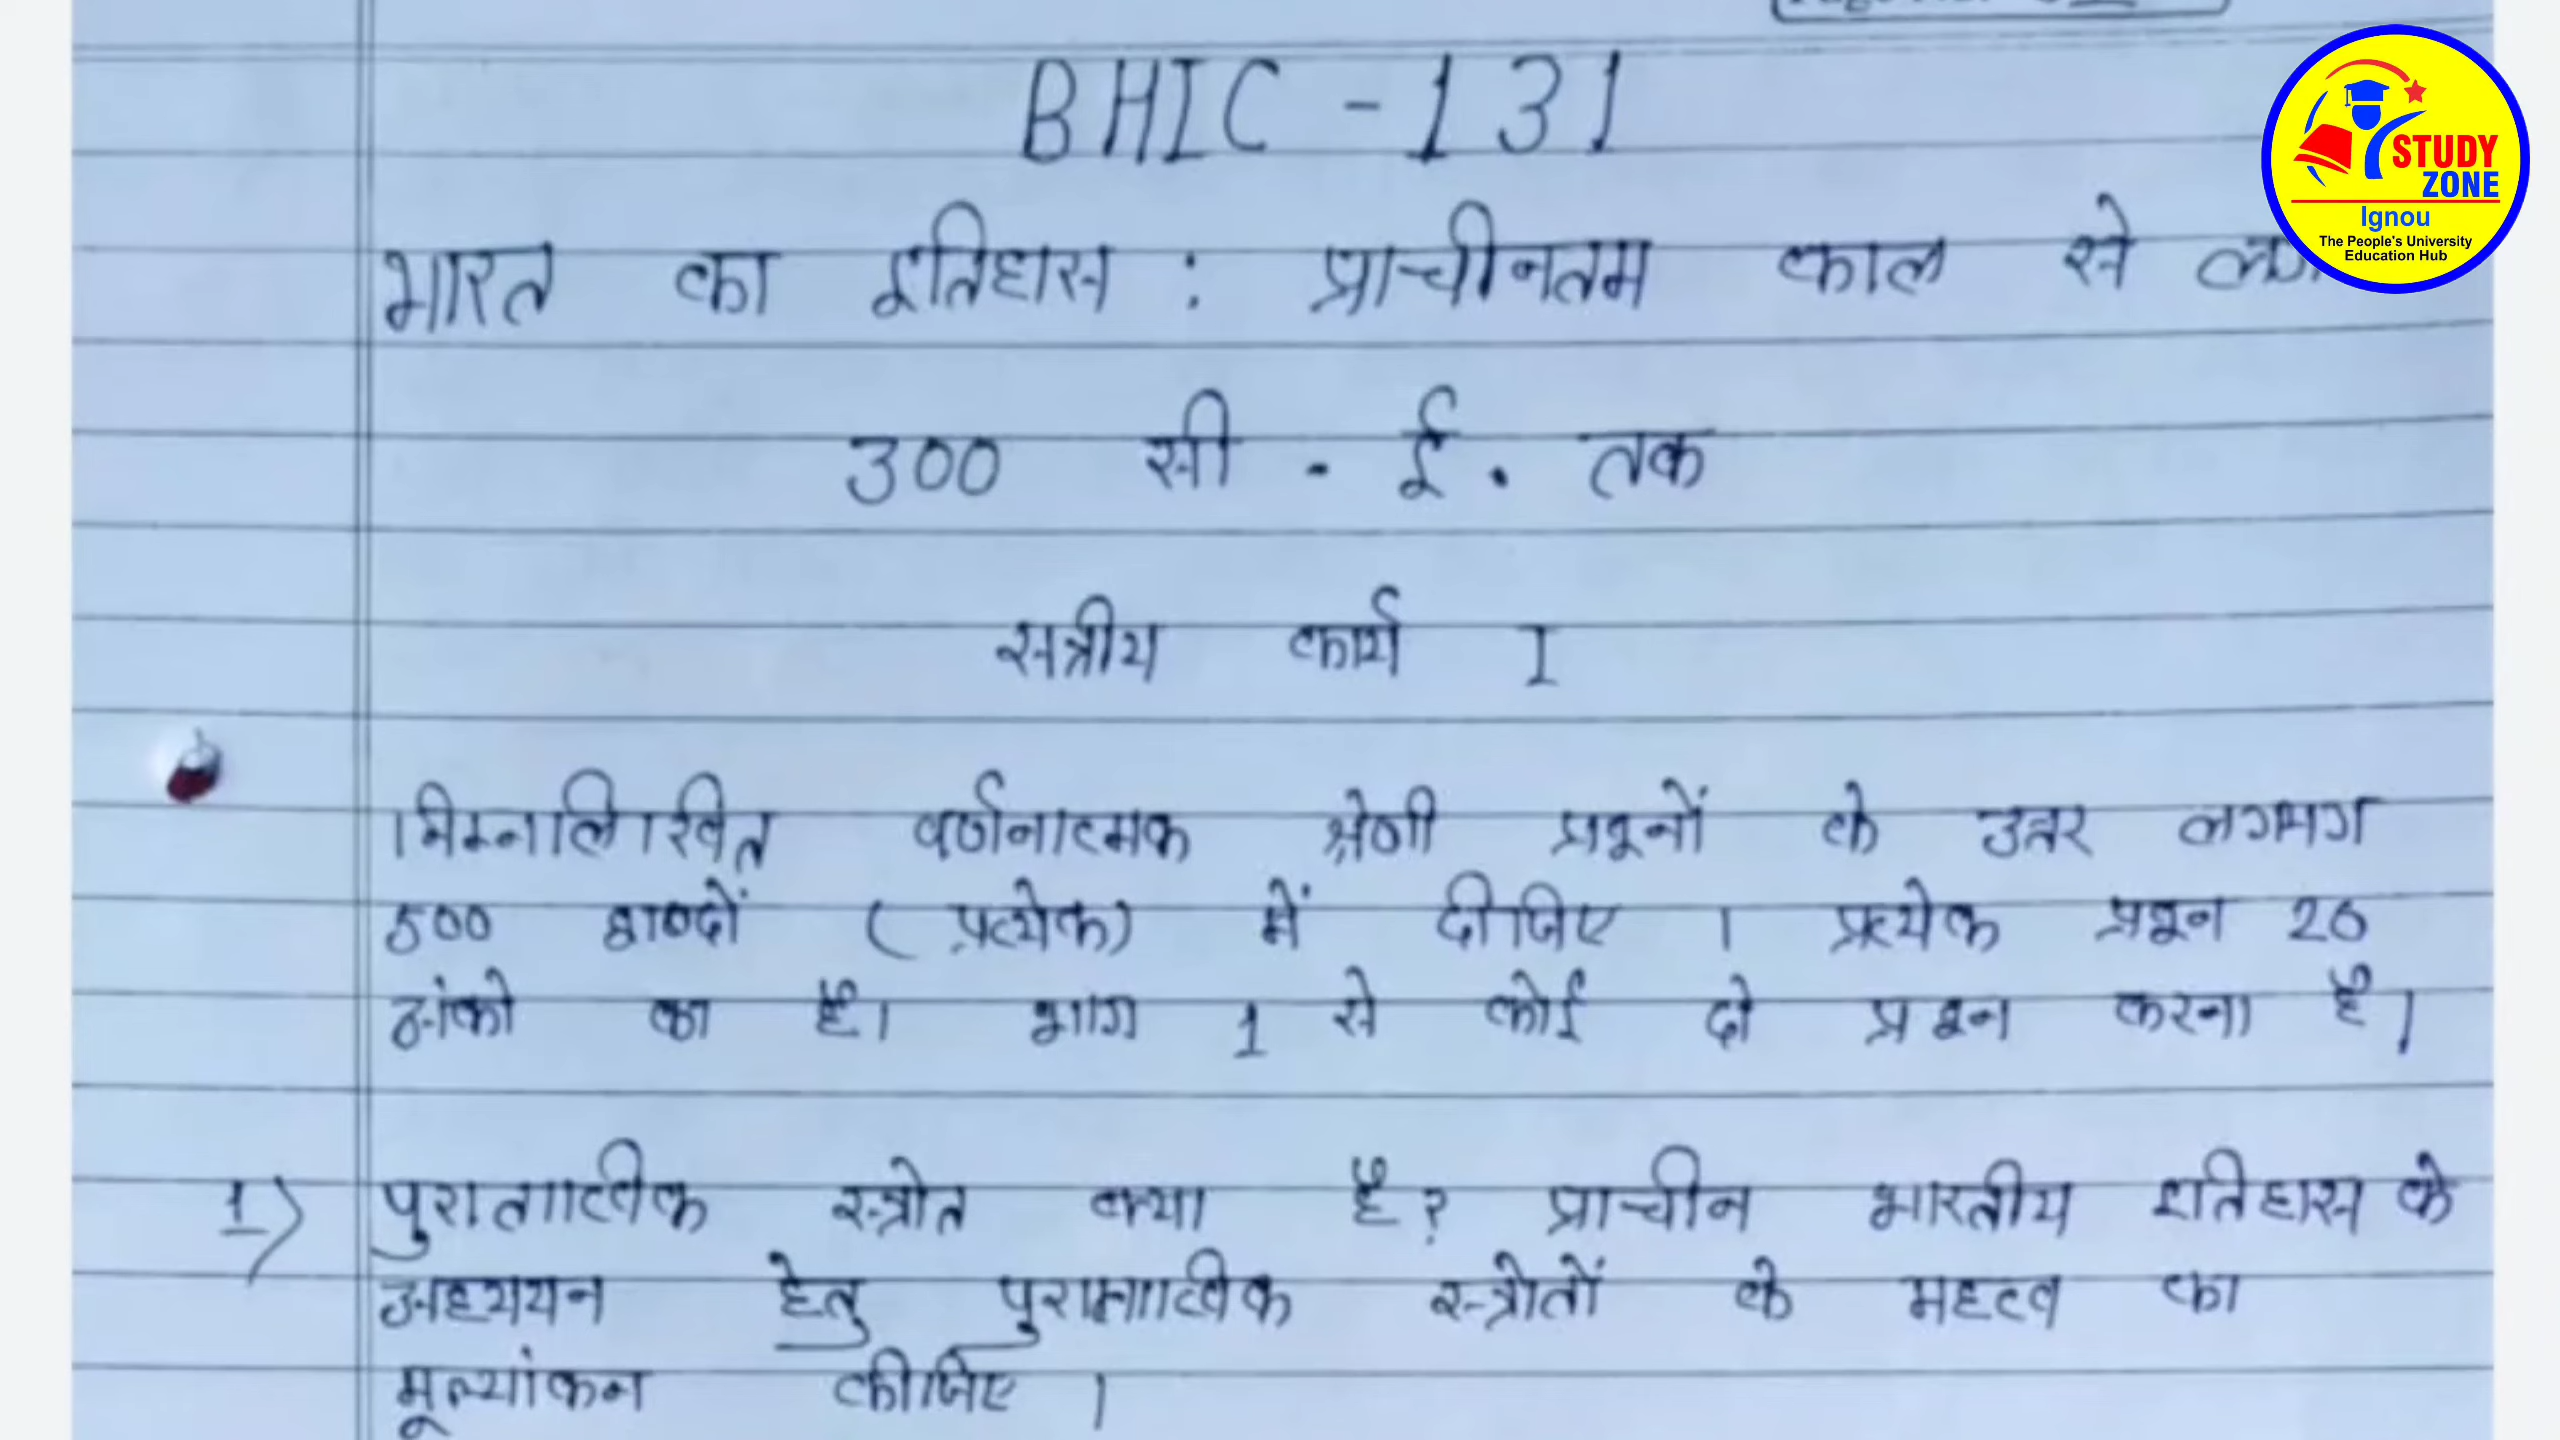 BHIC - 131
भारत का इतिहास : प्राचीनतम काल से
300 सी . ई . तक
सत्रीय कार्य I
निम्नलिखित वर्णनात्मक श्रेणी प्रश्नों के उत्तर लगभग
500 शब्दों (प्रत्येक) में दीजिए । प्रत्येक प्रश्न 20
अंको का है। भाग 1 से कोई दो प्रश्न करना है।
1) पुरातात्विक स्त्रोत क्या है? प्राचीन भारतीय इतिहास के
अध्ययन हेतु पुरातात्विक स्त्रोतों के महत्व का
मूल्यांकन कीजिए ।
STUDY
ZONE
Ignou
The People's University
Education Hub